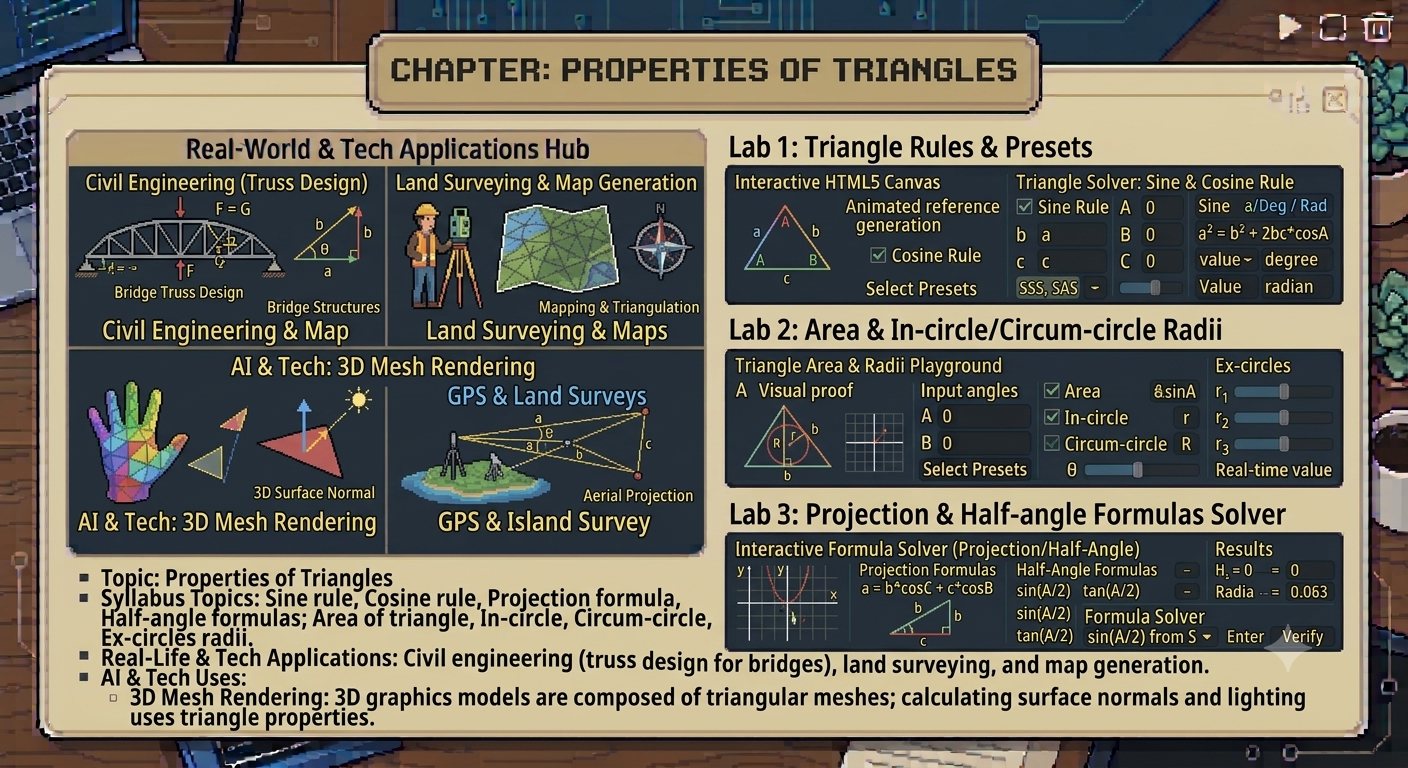 CHAPTER: PROPERTIES OF TRIANGLES
Real-World & Tech Applications Hub
Civil Engineering (Truss Design)
F = G
b
b
θ
a
F
Bridge Truss Design
Bridge Structures
Civil Engineering & Map
Land Surveying & Map Generation
N
Mapping & Triangulation
Land Surveying & Maps
AI & Tech: 3D Mesh Rendering
3D Surface Normal
AI & Tech: 3D Mesh Rendering
GPS & Land Surveys
a
e
a
b
c
Aerial Projection
GPS & Island Survey
Topic: Properties of Triangles
Syllabus Topics: Sine rule, Cosine rule, Projection formula,
Half-angle formulas; Area of triangle, In-circle, Circum-circle,
Ex-circles radii.
Real-Life & Tech Applications: Civil engineering (truss design for bridges), land surveying, and map generation.
AI & Tech Uses:
3D Mesh Rendering: 3D graphics models are composed of triangular meshes; calculating surface normals and lighting
uses triangle properties.
Lab 1: Triangle Rules & Presets
Interactive HTML5 Canvas
A
a
b
A
B
c
Animated reference
generation
Cosine Rule
Select Presets
Triangle Solver: Sine & Cosine Rule
Sine Rule A 0 Sine a/Deg / Rad
b a B 0 a² = b² + 2bc*cosA
c c C 0 value degree
SSS, SAS Value radian
Lab 2: Area & In-circle/Circum-circle Radii
Triangle Area & Radii Playground
A Visual proof
R
r
b
b
Input angles
A 0
B 0
Select Presets
Area sinA
In-circle r
Circum-circle R
θ
Ex-circles
r1
r2
r3
Real-time value
Lab 3: Projection & Half-angle Formulas Solver
Interactive Formula Solver (Projection/Half-Angle)
y
y
x
Projection Formulas
a = b*cosC + c*cosB
b
b
c
Half-Angle Formulas -
sin(A/2) tan(A/2) -
sin(A/2) Formula Solver
tan(A/2) sin(A/2) from S Enter Verify
Results
= 0 = 0
Radia = 0.063